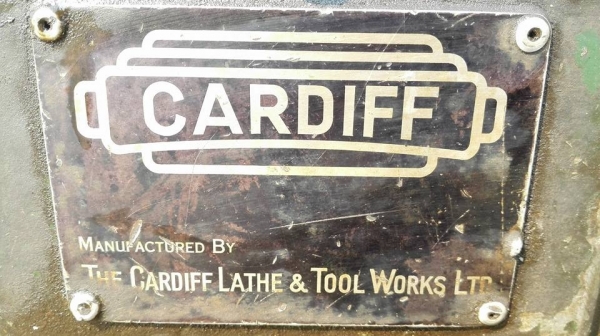 CARDIFF
MANUFACTURED BY
THE CARDIFF LATHE & TOOL WORKS LTD